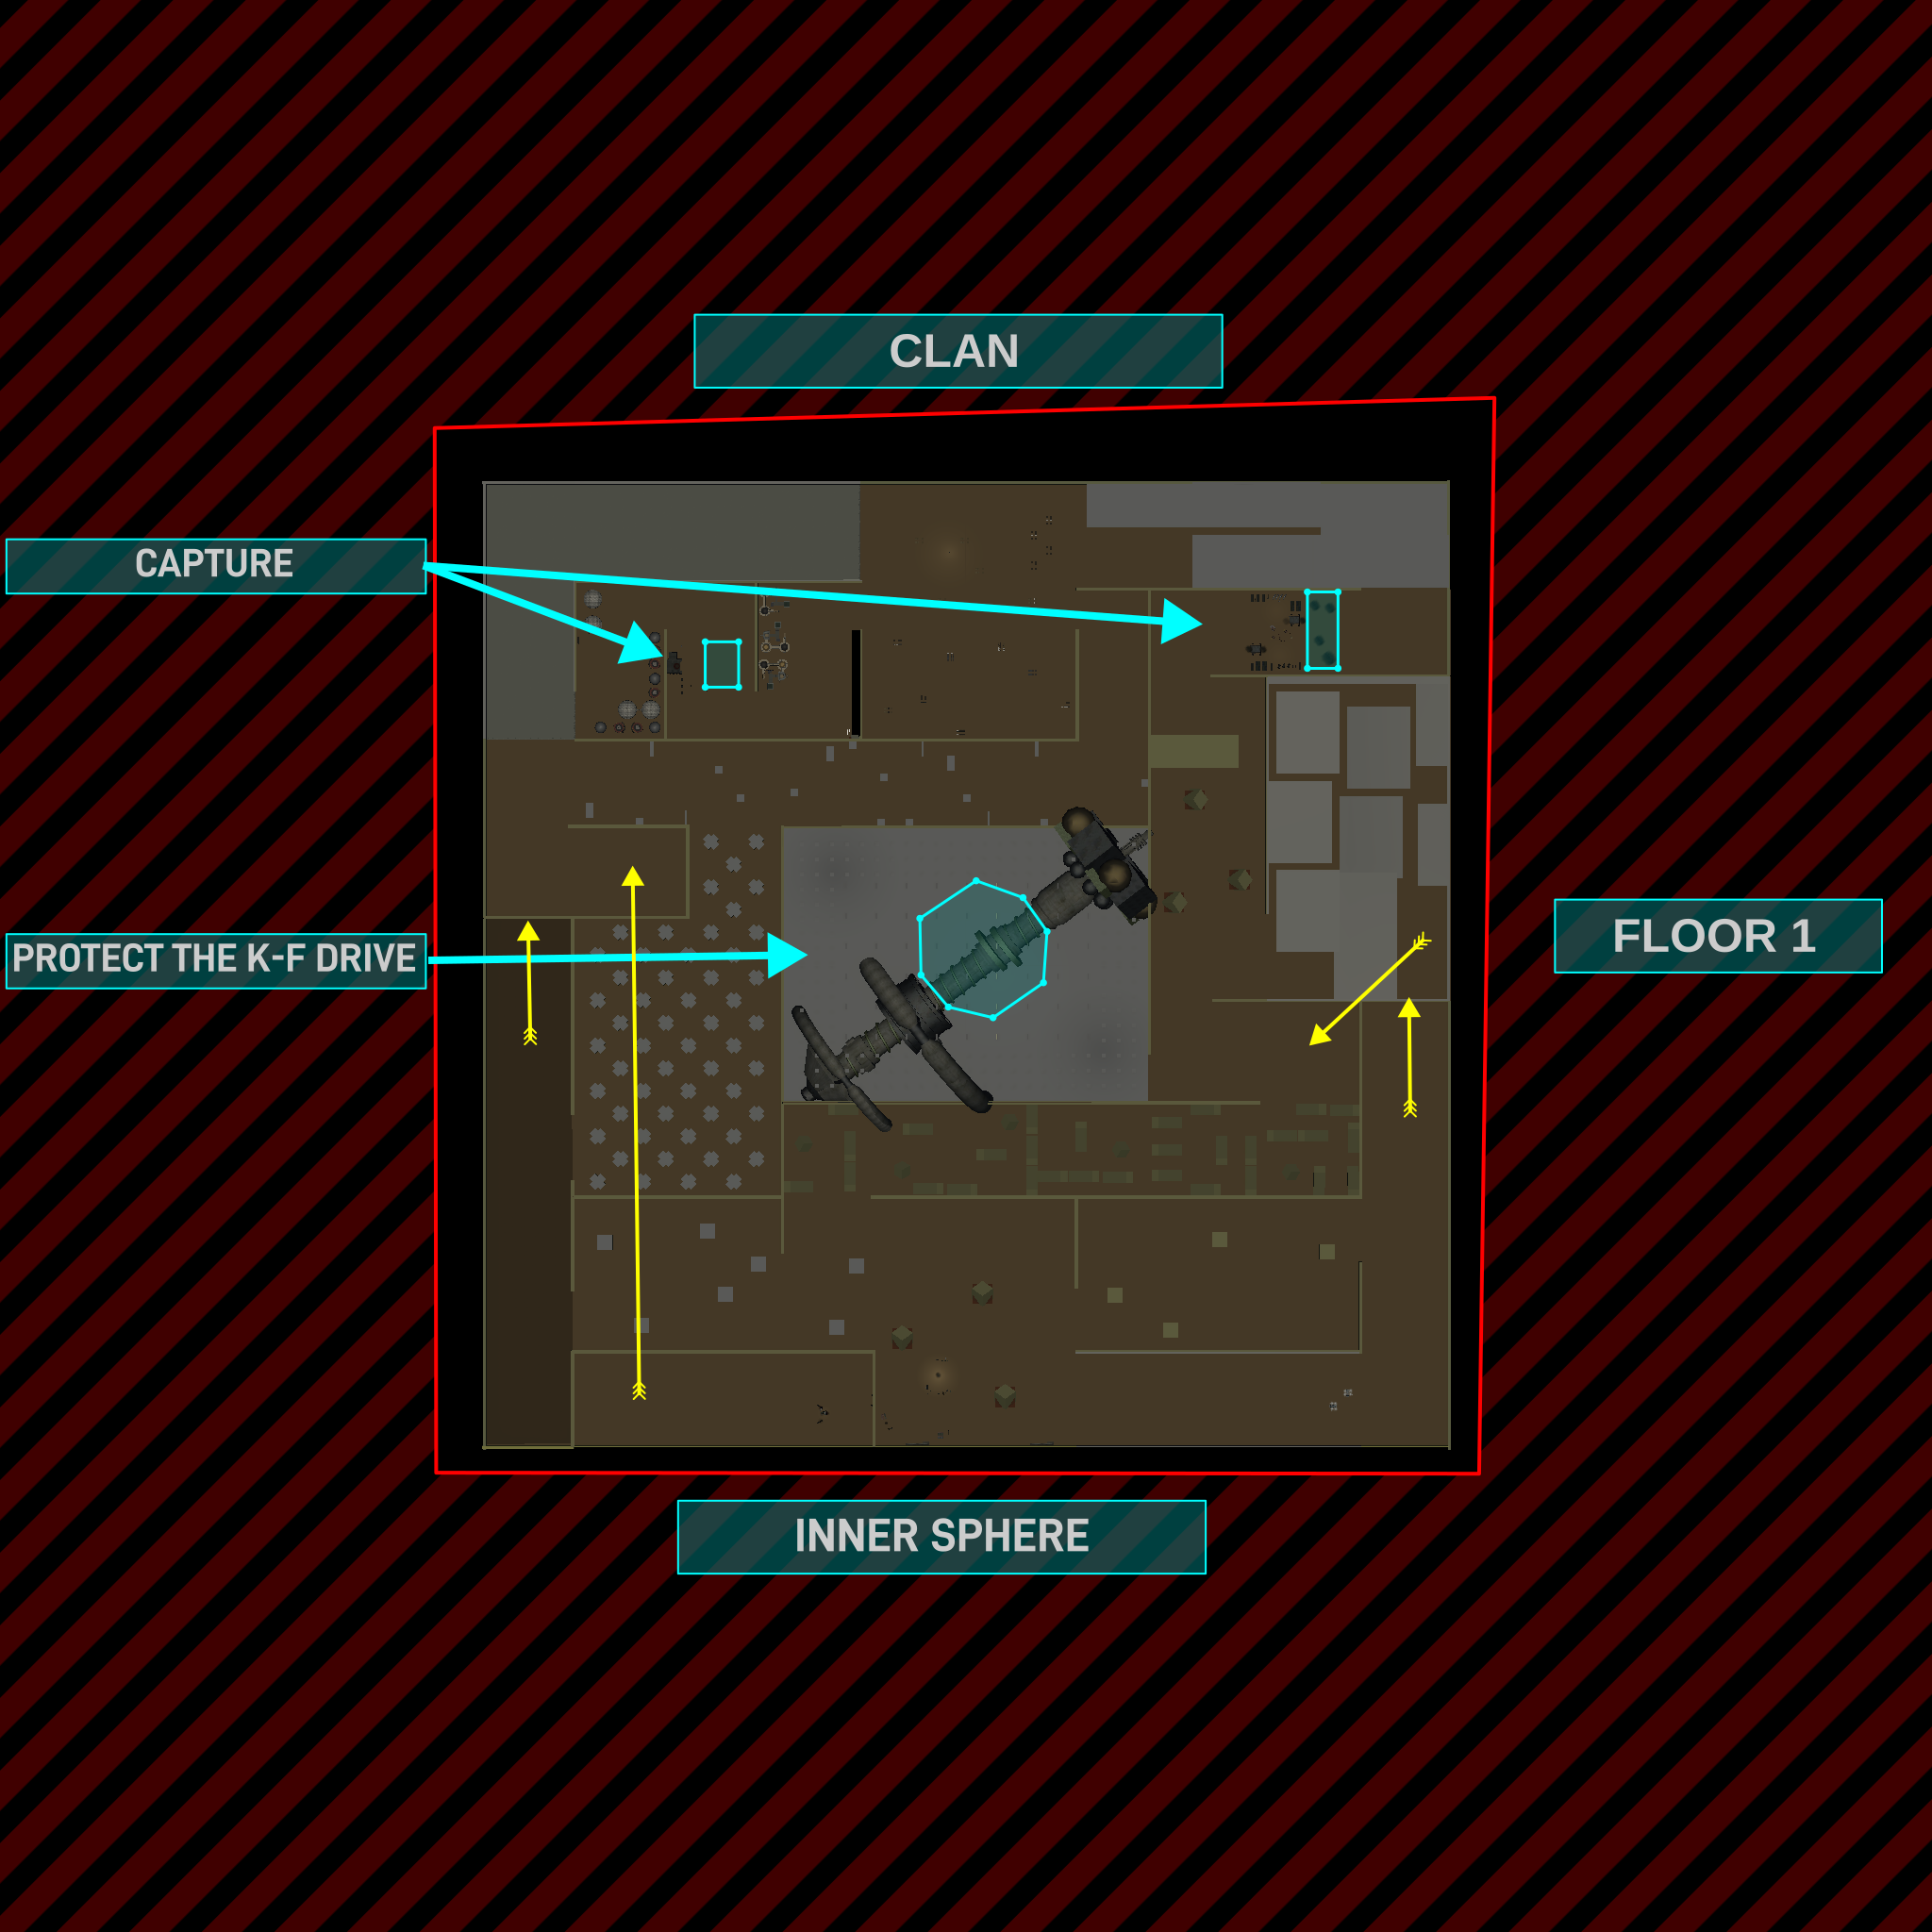 CLAN
CAPTURE
PROTECT THE K-F DRIVE
FLOOR 1
INNER SPHERE